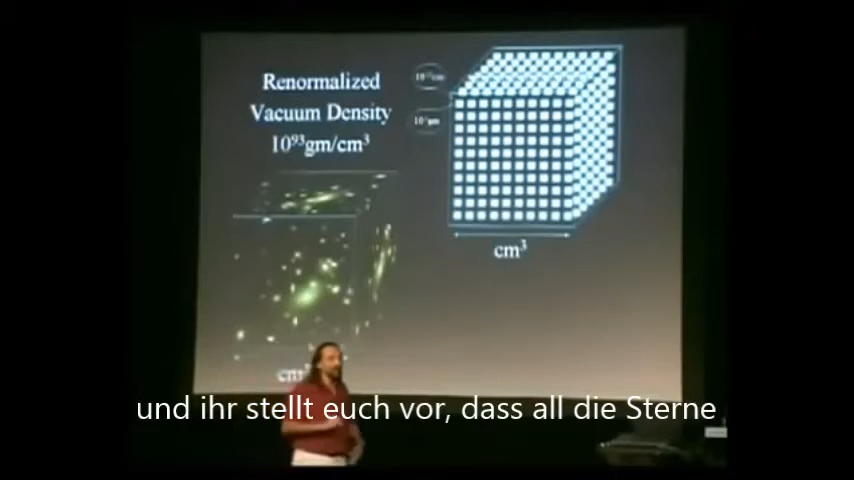 Renormalized
Vacuum Density
10⁹³gm/cm³
cm³
und ihr stellt euch vor, dass all die Sterne